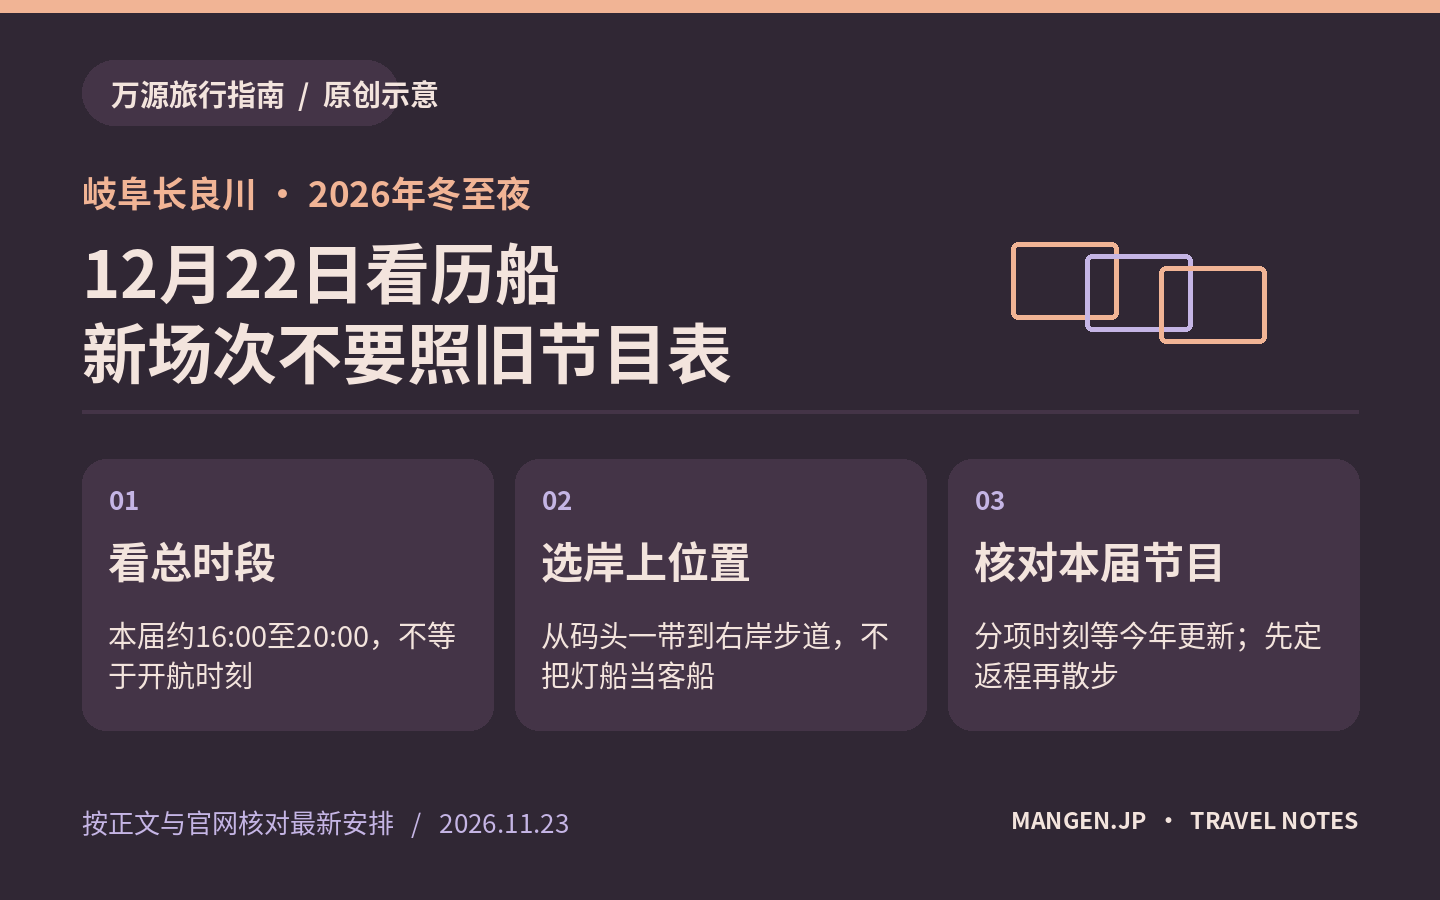 万源旅行指南 / 原创示意
岐阜长良川 · 2026年冬至夜
12月22日看历船
新场次不要照旧节目表
01
看总时段
本届约16:00至20:00，不等
于开航时刻
02
选岸上位置
从码头一带到右岸步道，不
把灯船当客船
03
核对本届节目
分项时刻等今年更新；先定
返程再散步
按正文与官网核对最新安排 / 2026.11.23
MANGEN.JP · TRAVEL NOTES